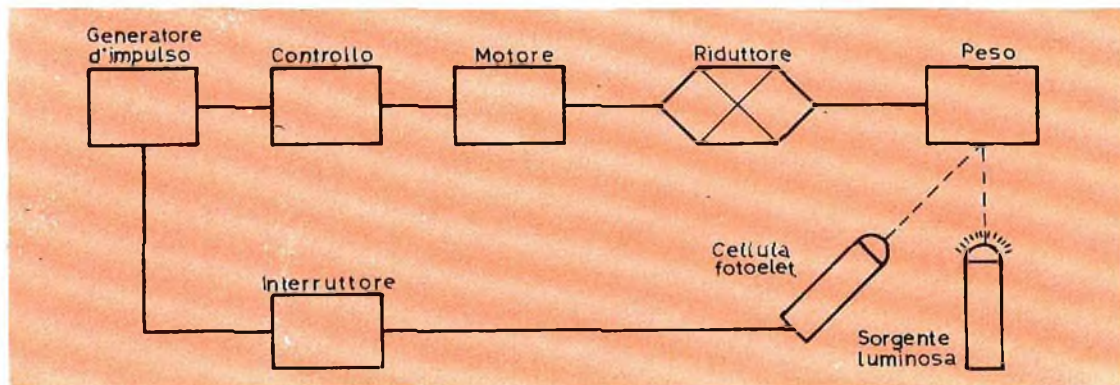 Generatore
d'impulso
Controllo
Motore
Riduttore
Peso
Cellula
fotoelet
Interruttore
Sorgente
luminosa